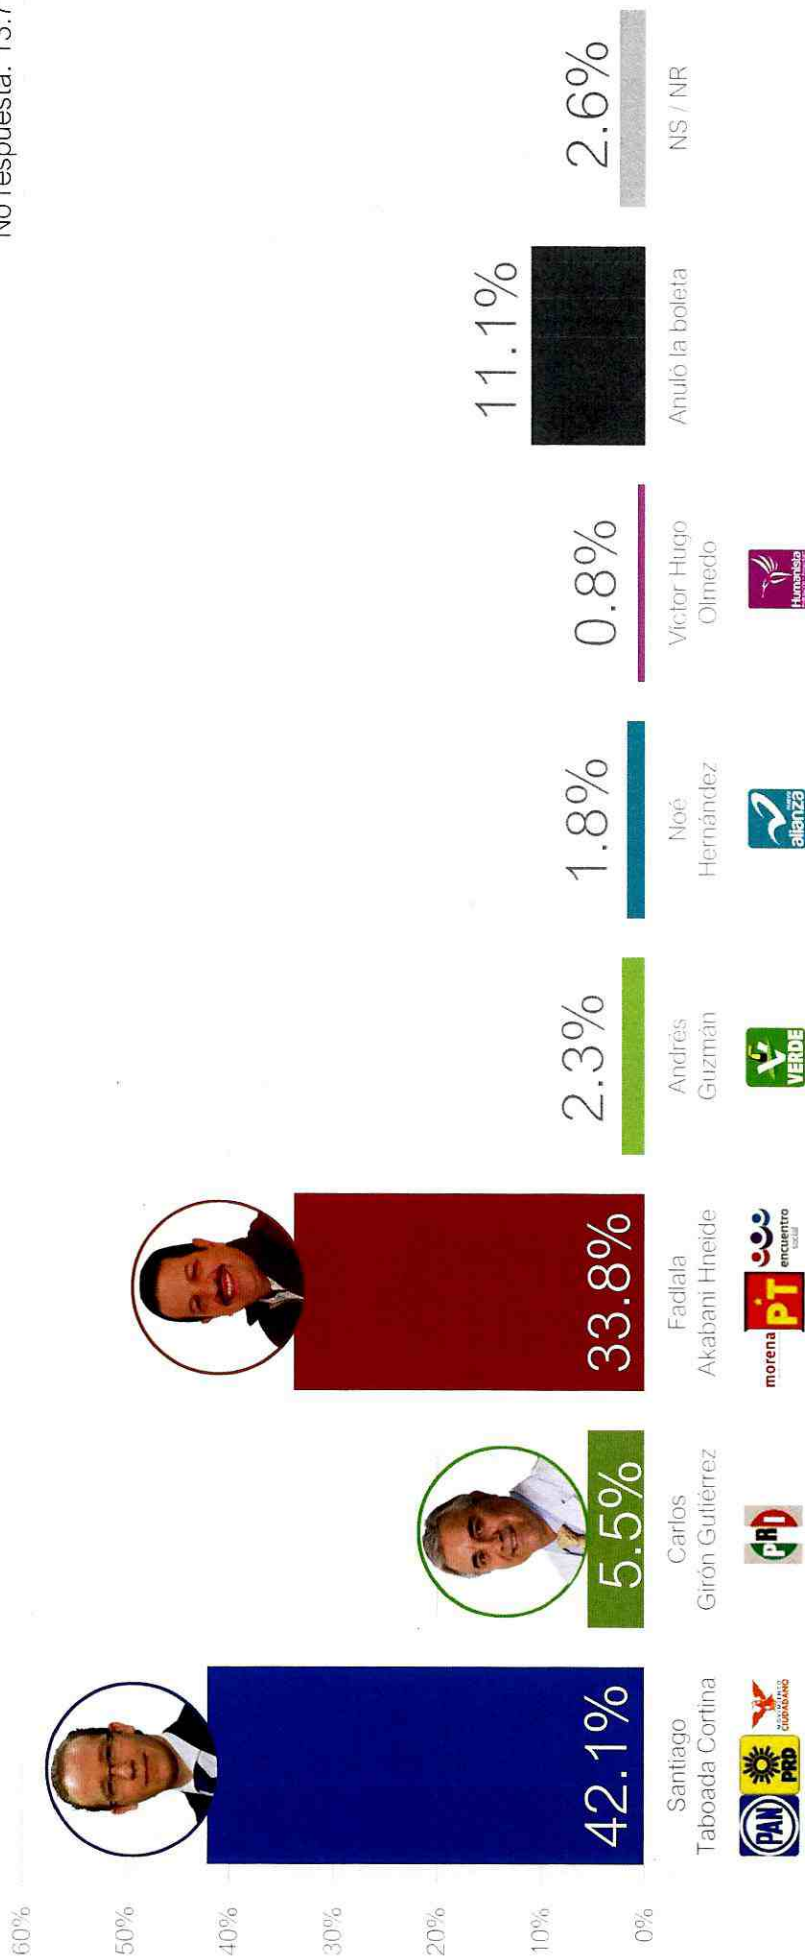 No respuesta: 13.7
60%
50%
40%
30%
20%
10%
0%
42.1%
5.5%
33.8%
2.3%
1.8%
0.8%
11.1%
2.6%
Santiago
Taboada Cortina
Carlos
Girón Gutiérrez
Fadlala
Akabani Hneide
Andrés
Guzmán
Noé
Hernández
Víctor Hugo
Olmedo
Anuló la boleta
NS / NR
PAN
PRD
MOVIMIENTO
CIUDADANO
PRI
morena
PT
encuentro
social
VERDE
nueva
alianza
Humanista